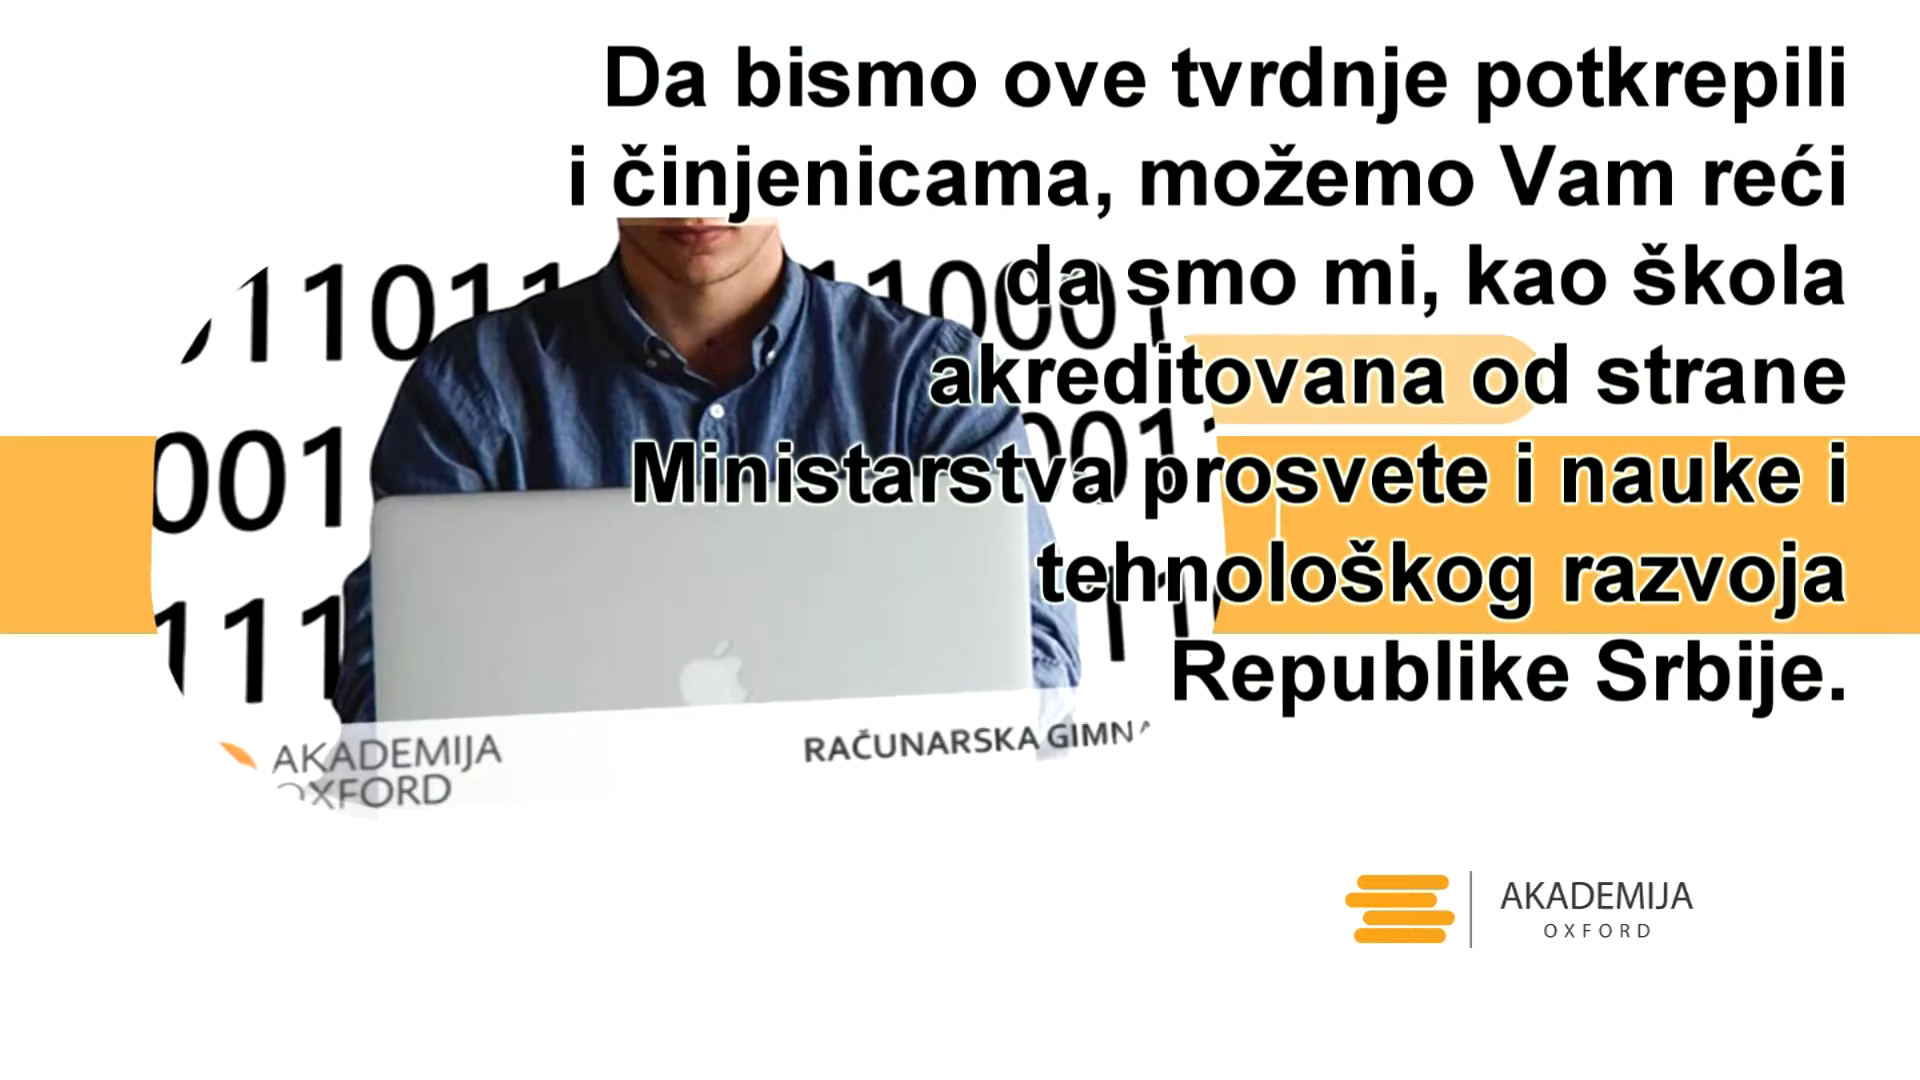 Da bismo ove tvrdnje potkrepili
i činjenicama, možemo Vam reći
da smo mi, kao škola
akreditovana od strane
Ministarstva prosvete i nauke i
tehnološkog razvoja
Republike Srbije.
AKADEMIJA
OXFORD
RAČUNARSKA
AKADEMIJA
OXFORD